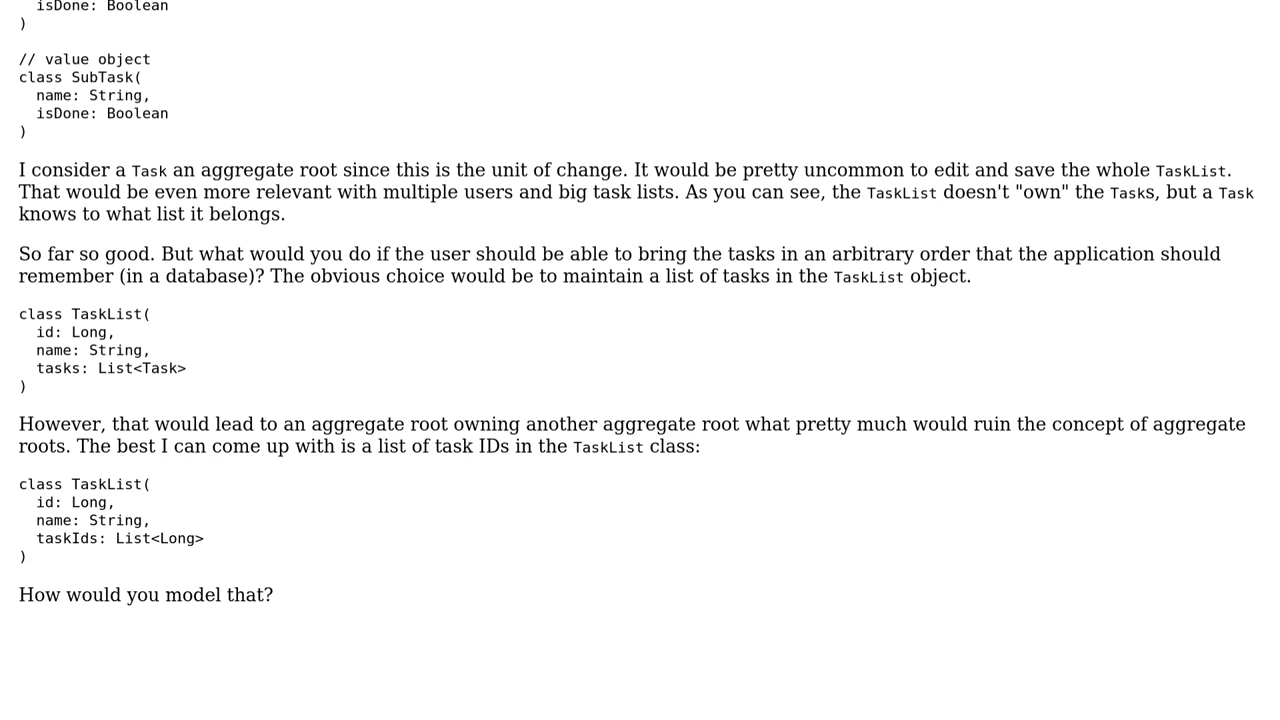 isDone: Boolean
)
// value object
class SubTask(
  name: String,
  isDone: Boolean
)
I consider a Task an aggregate root since this is the unit of change. It would be pretty uncommon to edit and save the whole TaskList.
That would be even more relevant with multiple users and big task lists. As you can see, the TaskList doesn't "own" the Tasks, but a Task
knows to what list it belongs.
So far so good. But what would you do if the user should be able to bring the tasks in an arbitrary order that the application should
remember (in a database)? The obvious choice would be to maintain a list of tasks in the TaskList object.
class TaskList(
  id: Long,
  name: String,
  tasks: List<Task>
)
However, that would lead to an aggregate root owning another aggregate root what pretty much would ruin the concept of aggregate
roots. The best I can come up with is a list of task IDs in the TaskList class:
class TaskList(
  id: Long,
  name: String,
  taskIds: List<Long>
)
How would you model that?